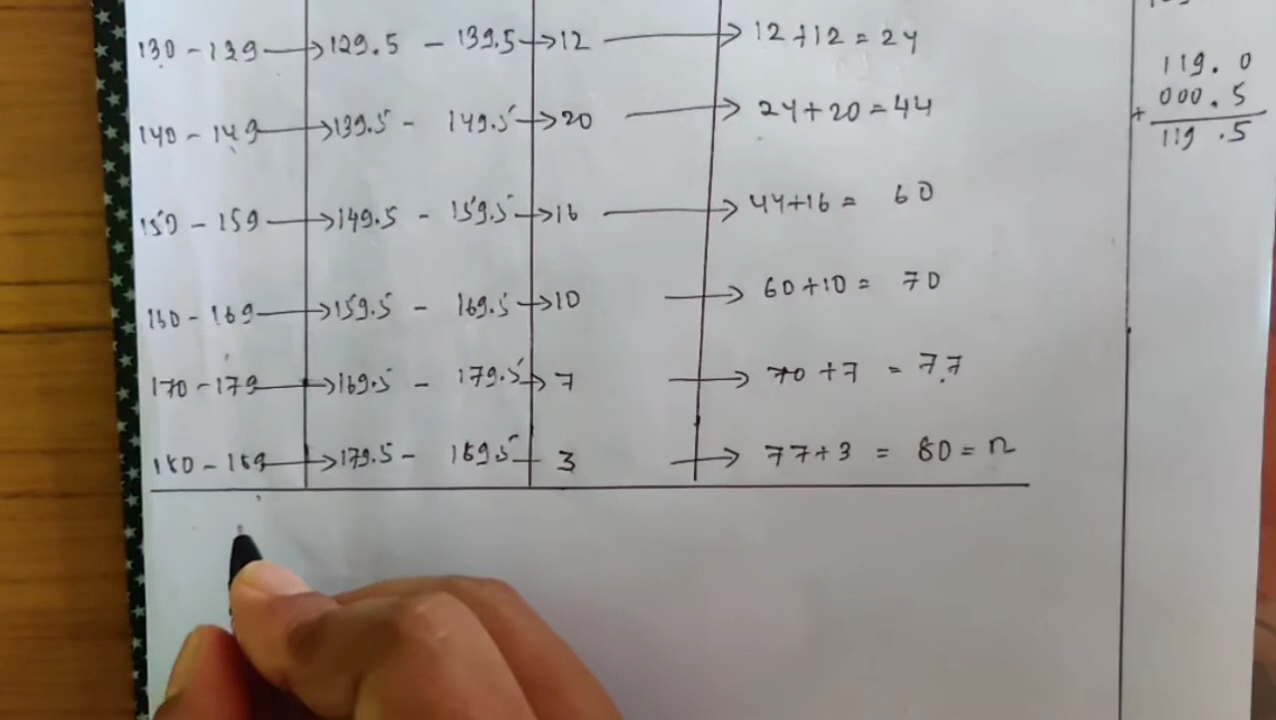 130 - 139 → 129.5 - 139.5 → 12 → 12 + 12 = 24
140 - 149 → 139.5 - 149.5 → 20 → 24 + 20 = 44
150 - 159 → 149.5 - 159.5 → 16 → 44 + 16 = 60
160 - 169 → 159.5 - 169.5 → 10 → 60 + 10 = 70
170 - 179 → 169.5 - 179.5 → 7 → 70 + 7 = 77
180 - 189 → 179.5 - 189.5 - 3 → 77 + 3 = 80 = n
119.0
+ 000.5
119.5